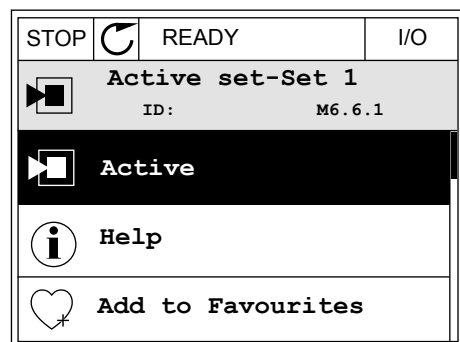 STOP READY I/O
Active set-Set 1
ID: M6.6.1
Active
Help
Add to Favourites